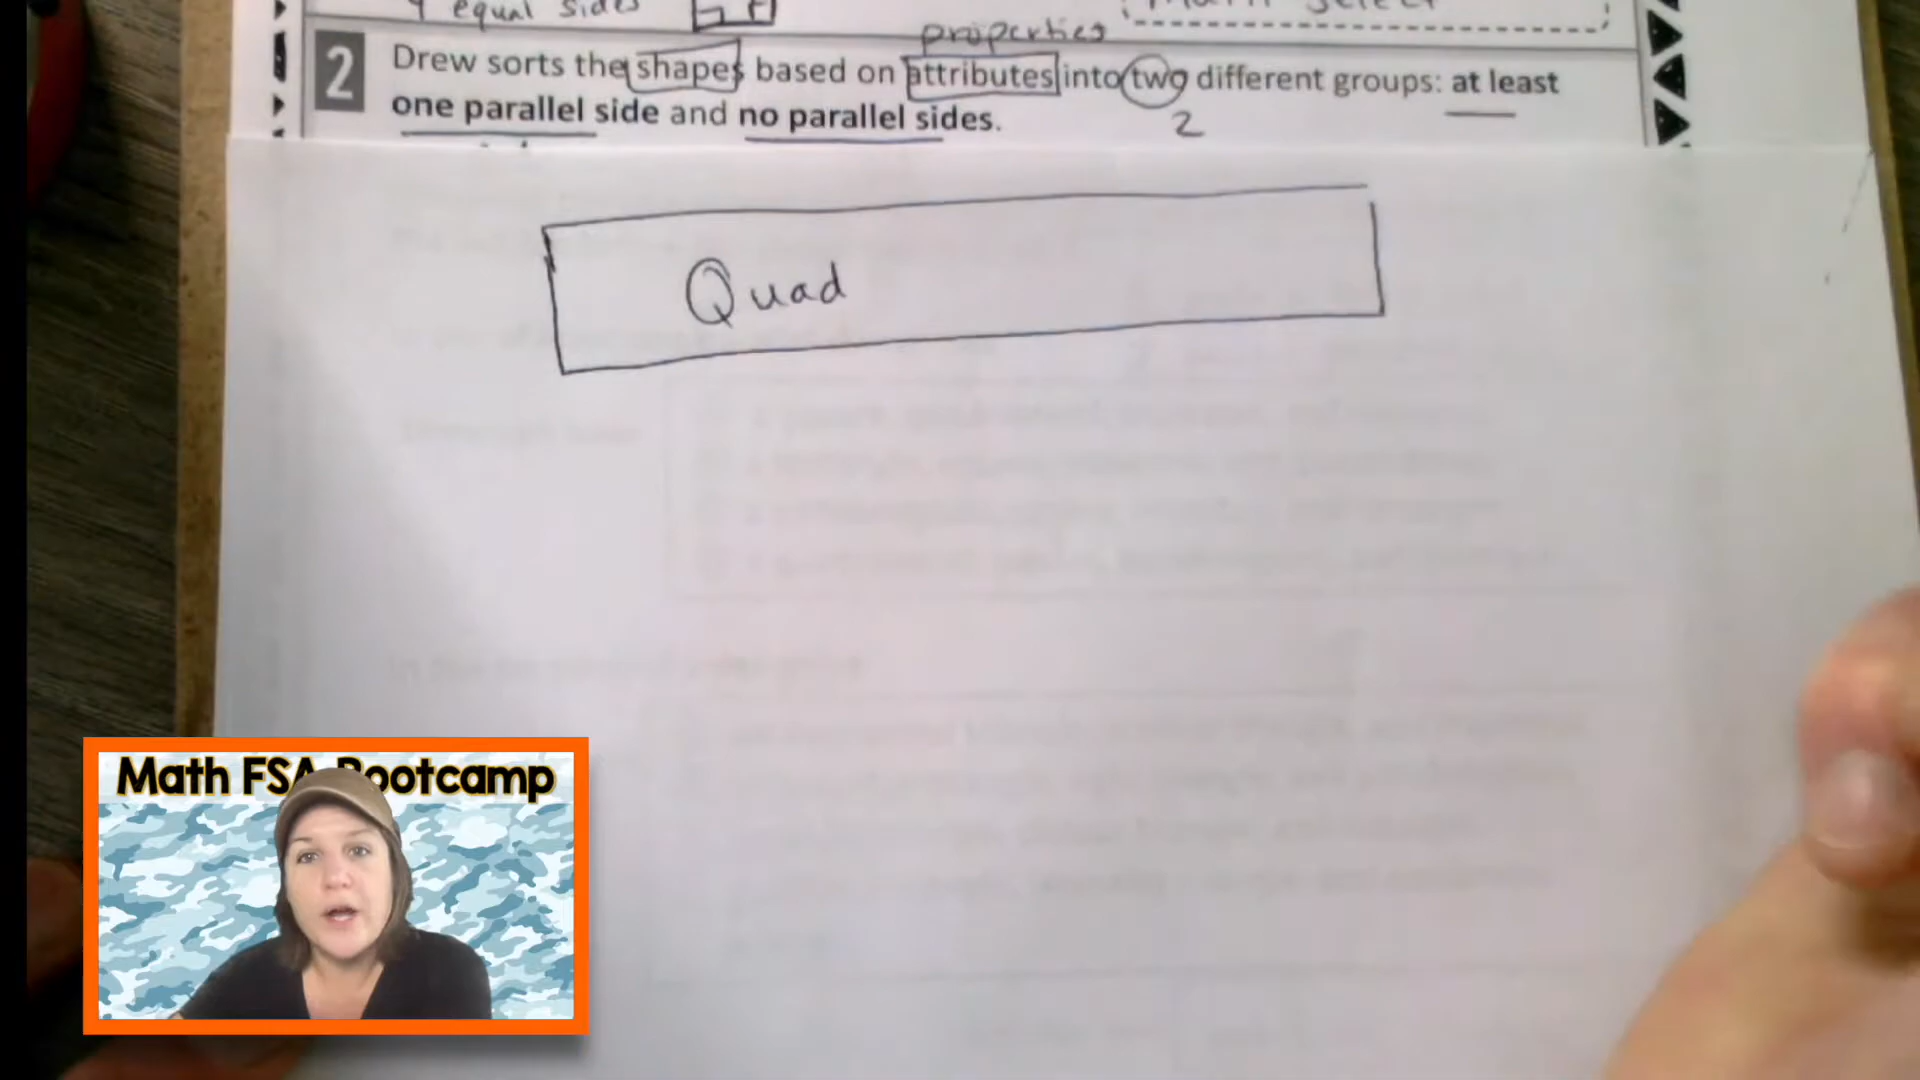 4 equal sides
properties
2 Drew sorts the shapes based on attributes into two different groups: at least
one parallel side and no parallel sides.
2
Quad
Math FSA Bootcamp